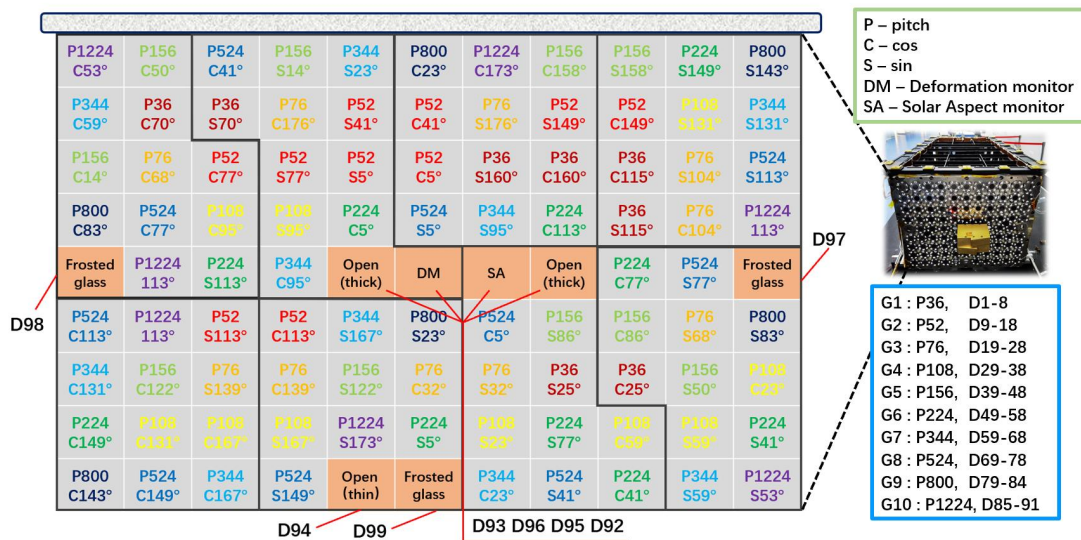 P – pitch
C – cos
S – sin
DM – Deformation monitor
SA – Solar Aspect monitor
P1224 P156 P524 P156 P344 P800 P1224 P156 P156 P224 P800
C53° C50° C41° S14° S23° C23° C173° C158° S158° S149° S143°
P344 P36 P36 P76 P52 P52 P76 P52 P52 P108 P344
C59° C70° S70° C176° S41° C41° S176° S149° C149° S131° S131°
P156 P76 P52 P52 P52 P52 P36 P36 P36 P76 P524
C14° C68° C77° S77° S5° C5° S160° C160° C115° S104° S113°
P800 P524 P108 P108 P224 P524 P344 P224 P36 P76 P1224
C83° C77° C95° S95° C5° S5° S95° C113° S115° C104° 113°
Frosted P1224 P224 P344 Open DM SA Open P224 P524 Frosted
glass 113° S113° C95° (thick) (thick) C77° S77° glass
D97
D98
P524 P1224 P52 P52 P344 P800 P524 P156 P156 P76 P800
C113° 113° S113° C113° S167° S23° C5° S86° C86° S68° S83°
P344 P156 P76 P76 P156 P76 P76 P36 P36 P156 P108
C131° C122° S139° C139° S122° C32° S32° S25° C25° S50° C23°
P224 P108 P108 P108 P1224 P224 P108 P224 P108 P108 P224
C149° C131° C167° S167° S173° S5° S23° S77° C59° S59° S41°
P800 P524 P344 P524 Open Frosted P344 P524 P224 P344 P1224
C143° C149° C167° S149° (thin) glass C23° S41° C41° S59° S53°
D94 D99 D93 D96 D95 D92
G1 : P36, D1-8
G2 : P52, D9-18
G3 : P76, D19-28
G4 : P108, D29-38
G5 : P156, D39-48
G6 : P224, D49-58
G7 : P344, D59-68
G8 : P524, D69-78
G9 : P800, D79-84
G10 : P1224, D85-91